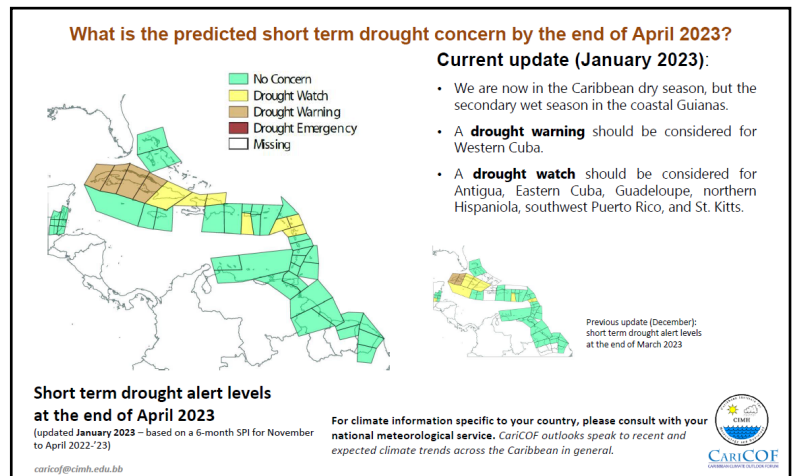 What is the predicted short term drought concern by the end of April 2023?
Current update (January 2023):
No Concern
Drought Watch
Drought Warning
Drought Emergency
Missing
• We are now in the Caribbean dry season, but the
secondary wet season in the coastal Guianas.
• A drought warning should be considered for
Western Cuba.
• A drought watch should be considered for
Antigua, Eastern Cuba, Guadeloupe, northern
Hispaniola, southwest Puerto Rico, and St. Kitts.
Previous update (December):
short term drought alert levels
at the end of March 2023
Short term drought alert levels
at the end of April 2023
(updated January 2023 – based on a 6-month SPI for November
to April 2022-'23)
caricof@cimh.edu.bb
For climate information specific to your country, please consult with your
national meteorological service. CariCOF outlooks speak to recent and
expected climate trends across the Caribbean in general.
CIMH
CARICOF
CARIBBEAN CLIMATE OUTLOOK FORUM